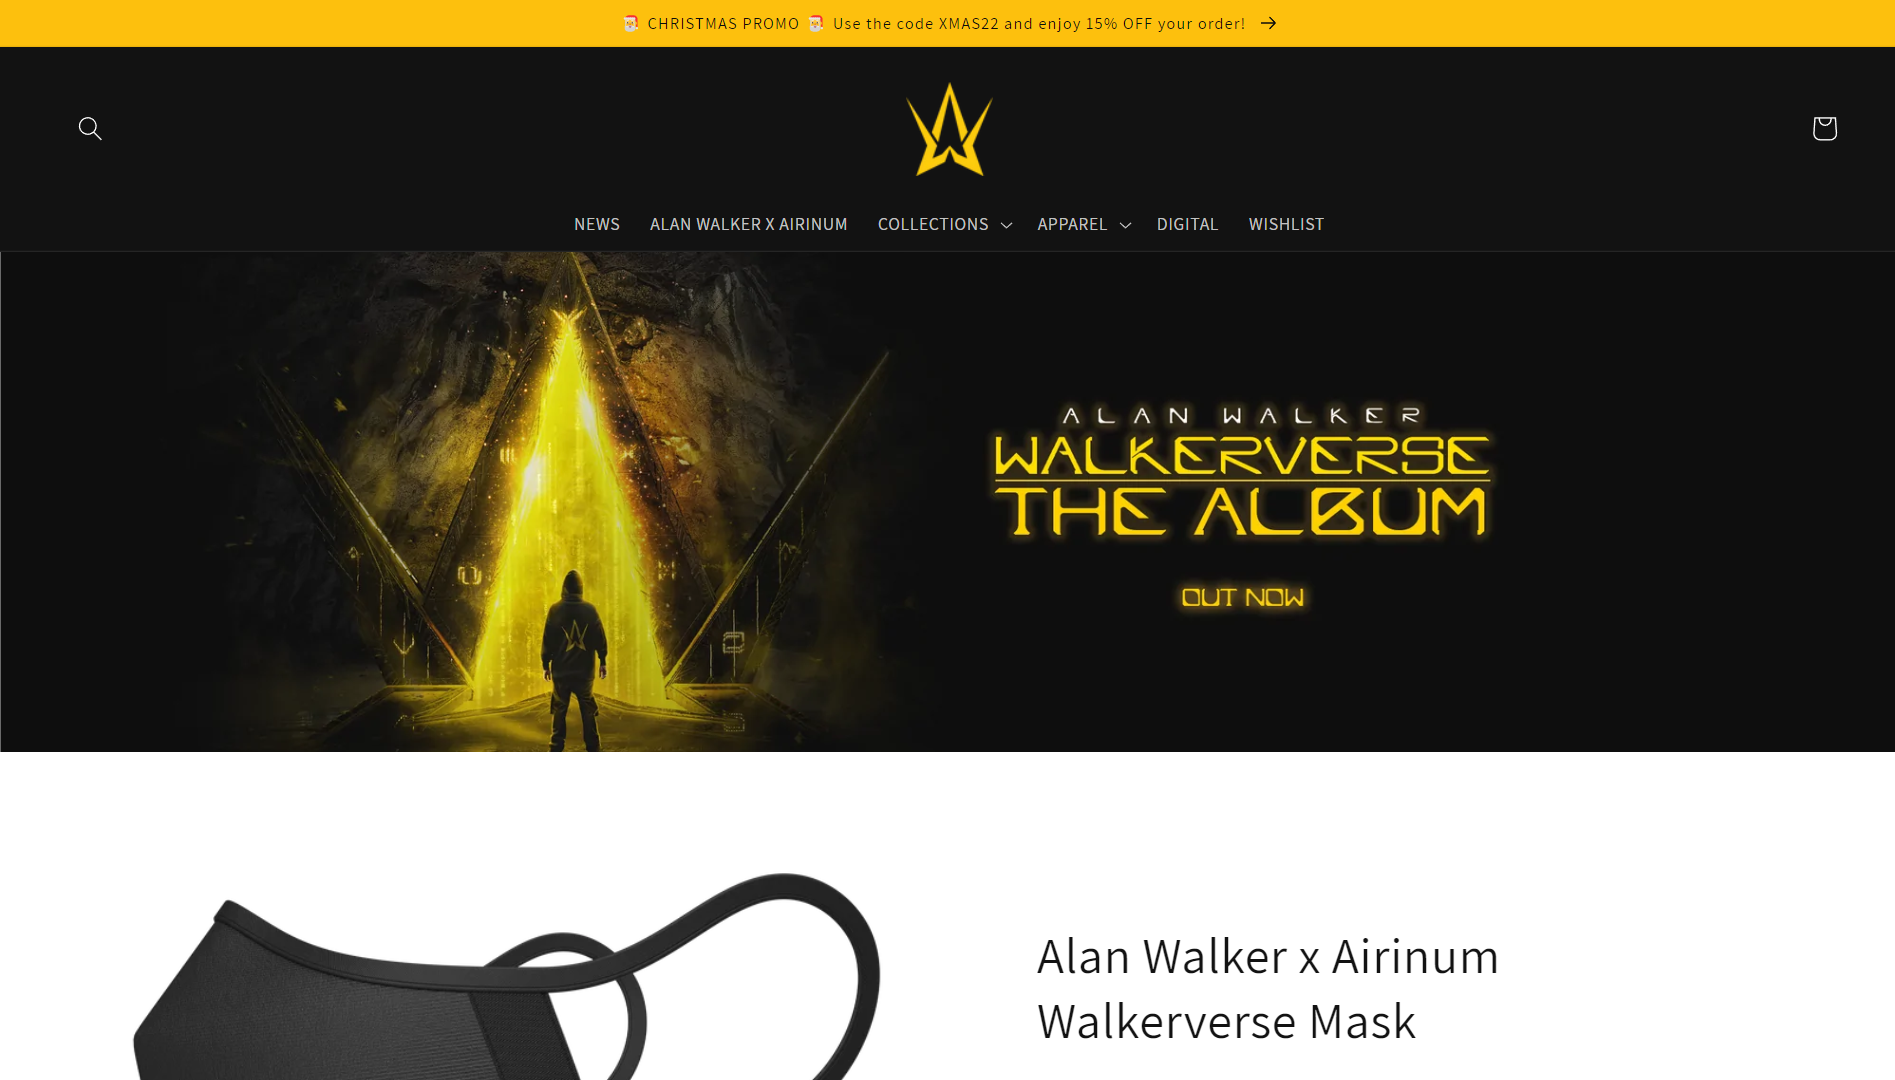 CHRISTMAS PROMO Use the code XMAS22 and enjoy 15% OFF your order!
NEWS ALAN WALKER X AIRINUM COLLECTIONS APPAREL DIGITAL WISHLIST
ALAN WALKER
WALKERVERSE
THE ALBUM
OUT NOW
Alan Walker x Airinum
Walkerverse Mask